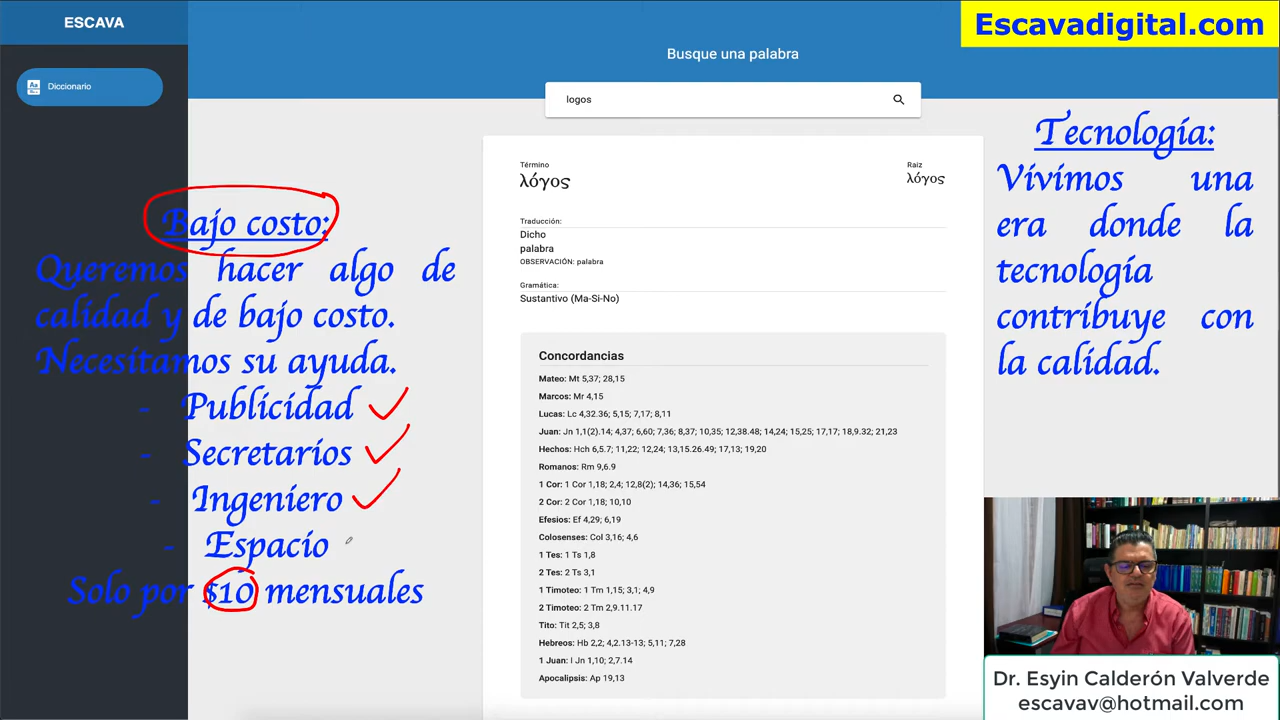 ESCAVA
Diccionario
Busque una palabra
Escavadigital.com
logos
Bajo costo:
Queremos hacer algo de
calidad y de bajo costo.
Necesitamos su ayuda.
- Publicidad
- Secretarios
- Ingeniero
- Espacio
Solo por $10 mensuales
Término
λόγος
Raiz
λόγος
Traducción:
Dicho
palabra
OBSERVACIÓN: palabra
Gramática:
Sustantivo (Ma-Si-No)
Concordancias
Mateo: Mt 5,37; 28,15
Marcos: Mr 4,15
Lucas: Lc 4,32.36; 5,15; 7,17; 8,11
Juan: Jn 1,1(2).14; 4,37; 6,60; 7,36; 8,37; 10,35; 12,38.48; 14,24; 15,25; 17,17; 18,9.32; 21,23
Hechos: Hch 6,5.7; 11,22; 12,24; 13,15.26.49; 17,13; 19,20
Romanos: Rm 9,6.9
1 Cor: 1 Cor 1,18; 2,4; 12,8(2); 14,36; 15,54
2 Cor: 2 Cor 1,18; 10,10
Efesios: Ef 4,29; 6,19
Colosenses: Col 3,16; 4,6
1 Tes: 1 Ts 1,8
2 Tes: 2 Ts 3,1
1 Timoteo: 1 Tm 1,15; 3,1; 4,9
2 Timoteo: 2 Tm 2,9.11.17
Tito: Tit 2,5; 3,8
Hebreos: Hb 2,2; 4,2.13-13; 5,11; 7,28
1 Juan: I Jn 1,10; 2,7.14
Apocalipsis: Ap 19,13
Tecnología:
Vivimos una
era donde la
tecnología
contribuye con
la calidad.
Dr. Esyin Calderón Valverde
escavav@hotmail.com